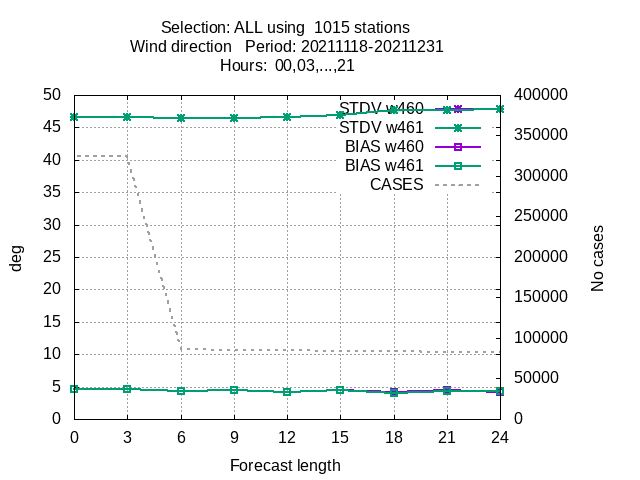 Selection: ALL using  1015 stations
Wind direction   Period: 20211118-20211231
Hours:  00,03,...,21
50 400000
STDV w460
45 STDV w461 350000
BIAS w460
40 BIAS w461
CASES 300000
35
30 250000
deg
25 200000
No cases
20 150000
15
10 100000
5 50000
0 0
0 3 6 9 12 15 18 21 24
Forecast length